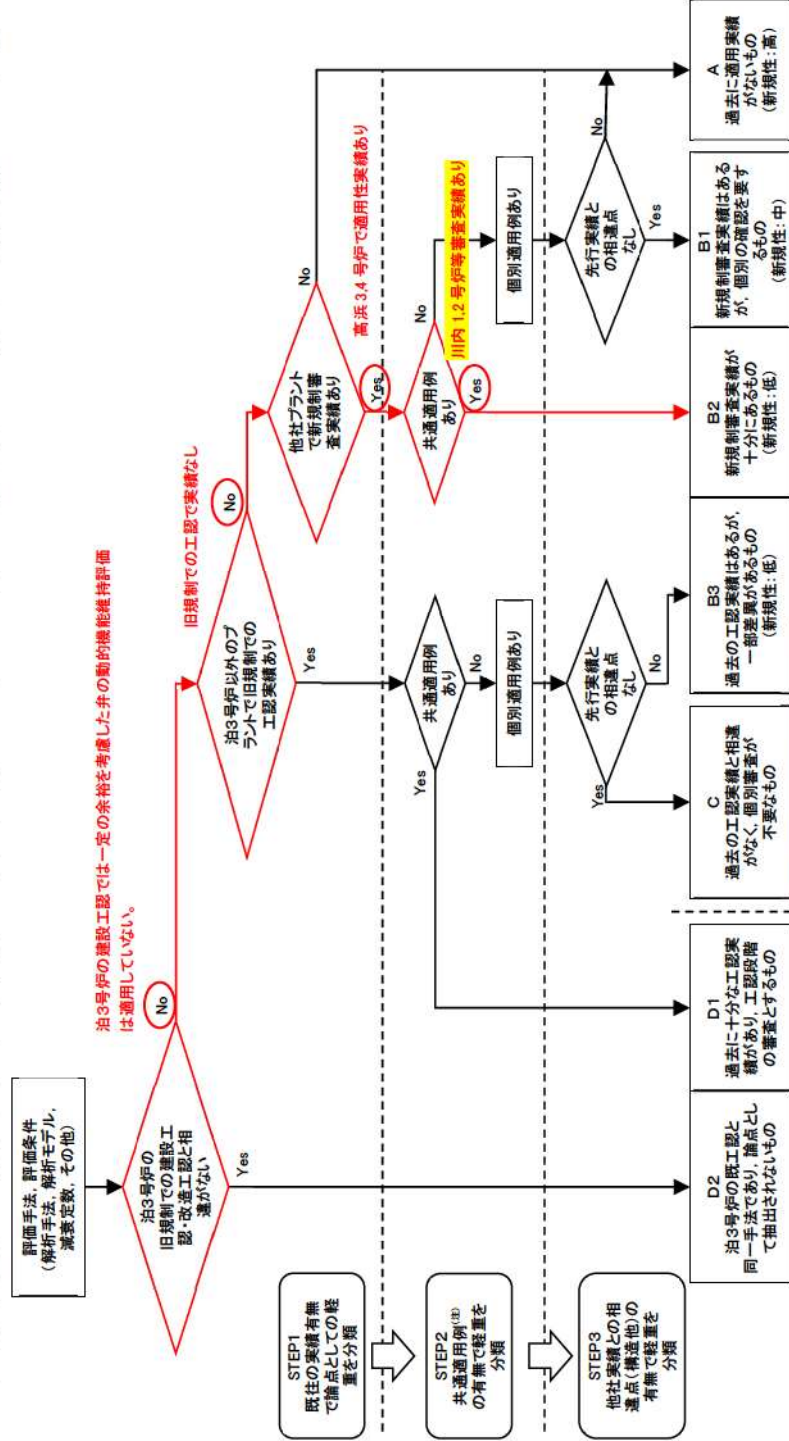 評価手法，評価条件
（解析手法，解析モデル，
減衰定数，その他）
泊3号炉の
旧規制での建設工
認・改造工認と相
違がない
No
Yes
泊3号炉の建設工認では一定の余裕を考慮した弁の動的機能維持評価
は適用していない。
泊3号炉以外のプ
ラントで旧規制での
工認実績あり
No
Yes
旧規制での工認で実績なし
他社プラント
で新規制審
査実績あり
No
Yes
高浜 3,4 号炉で適用性実績あり
STEP1
既往の実績有無
で論点としての軽
重を分類
STEP2
共通適用例(注)
の有無で軽重を
分類
STEP3
他社実績との相
違点（構造他）の
有無で軽重を
分類
共通適用例
あり
Yes
No
個別適用例あり
先行実績と
の相違点
なし
Yes
No
共通適用例
あり
No
Yes
川内 1,2 号炉等審査実績あり
個別適用例あり
先行実績と
の相違点
なし
No
Yes
D2
泊3号炉の既工認と
同一手法であり，論点とし
て抽出されないもの
D1
過去に十分な工認実
績があり，工認段階
の審査とするもの
C
過去の工認実績と相違
がなく，個別審査が
不要なもの
B3
過去の工認実績はあるが，
一部差異があるもの
（新規性：低）
B2
新規制審査実績が
十分にあるもの
（新規性：低）
B1
新規制審査実績はある
が，個別の確認を要す
るもの
（新規性：中）
A
過去に適用実績
がないもの
（新規性：高）